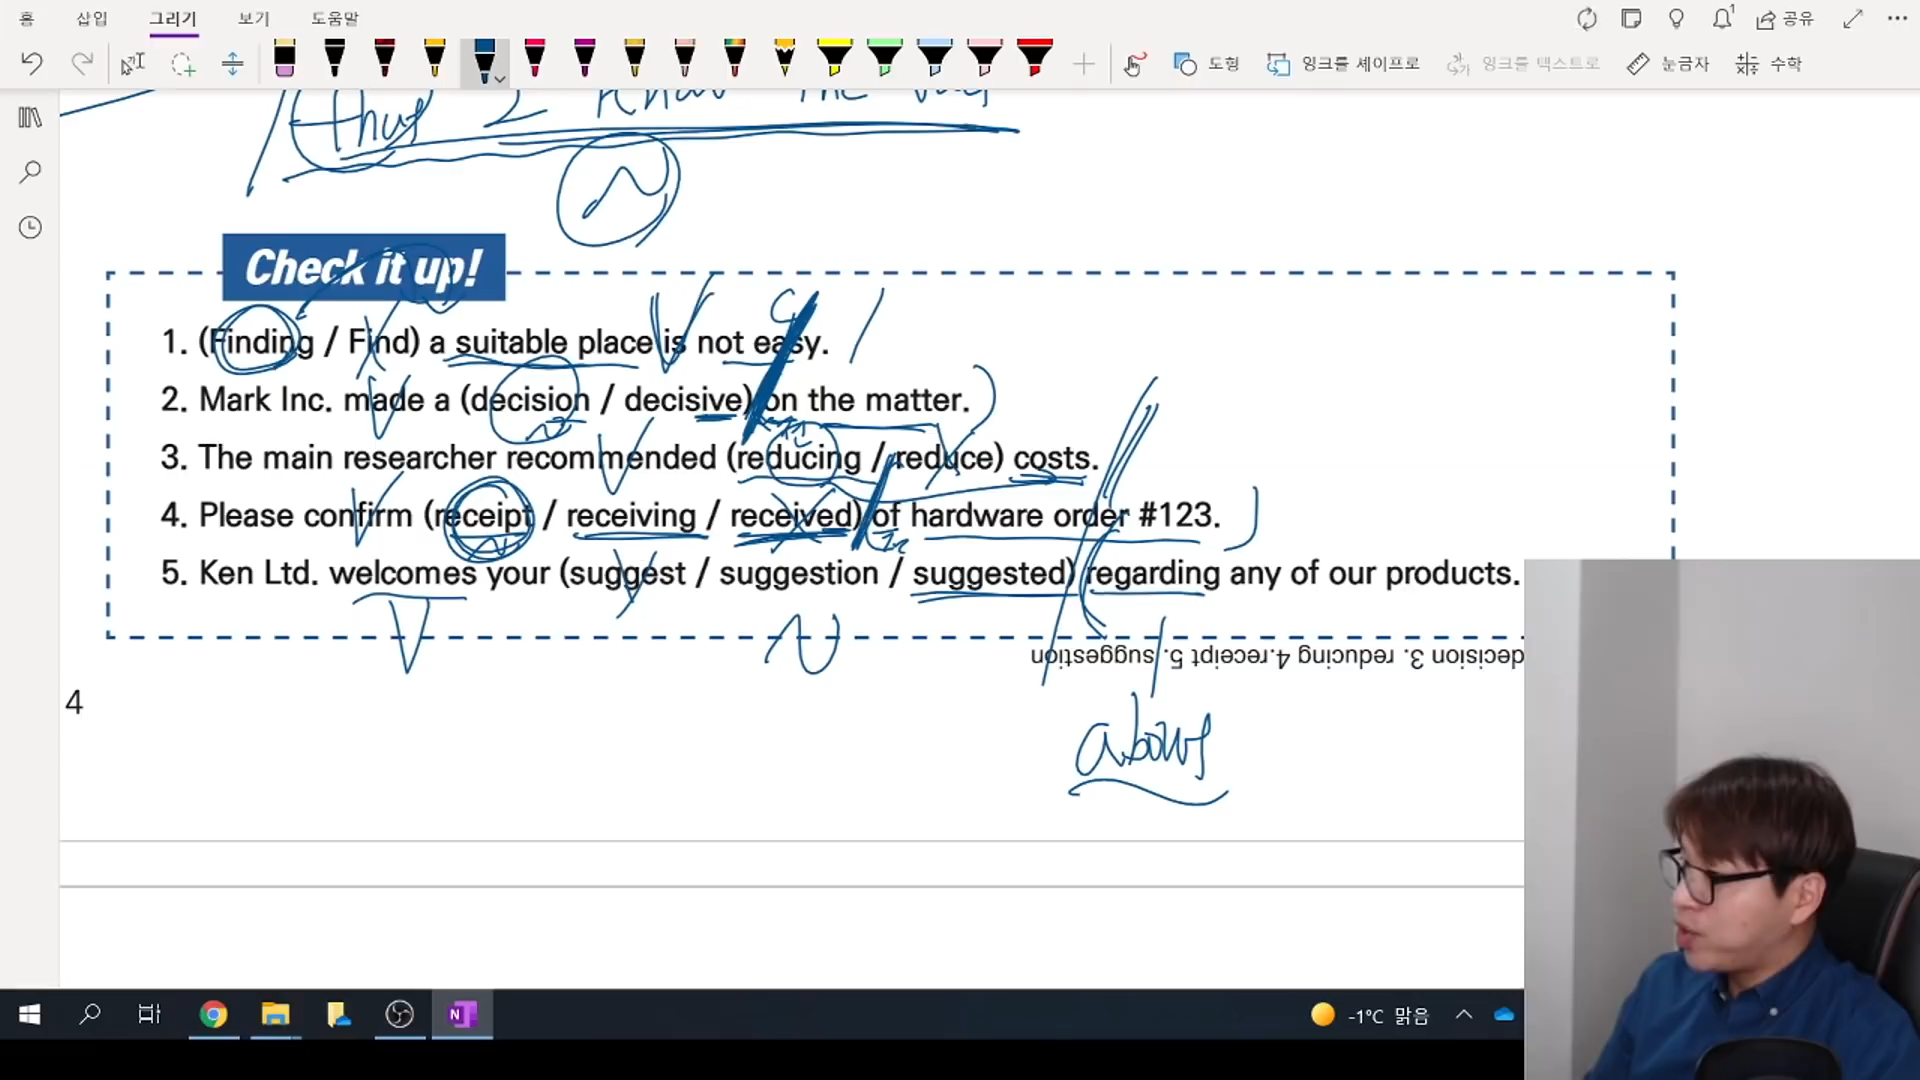 홈 삽입 그리기 보기 도움말 1 공유
도형 잉크를 셰이프로 잉크를 텍스트로 눈금자 수학
that I know the
N
Check it up!
1. (Finding / Find) a suitable place is not easy.
2. Mark Inc. made a (decision / decisive) on the matter.
3. The main researcher recommended (reducing / reduce) costs.
4. Please confirm (receipt / receiving / received) of hardware order #123.
5. Ken Ltd. welcomes your (suggest / suggestion / suggested) regarding any of our products.
V N
decision 3. reducing 4.receipt 5. suggestion
4
about
N -1°C 맑음